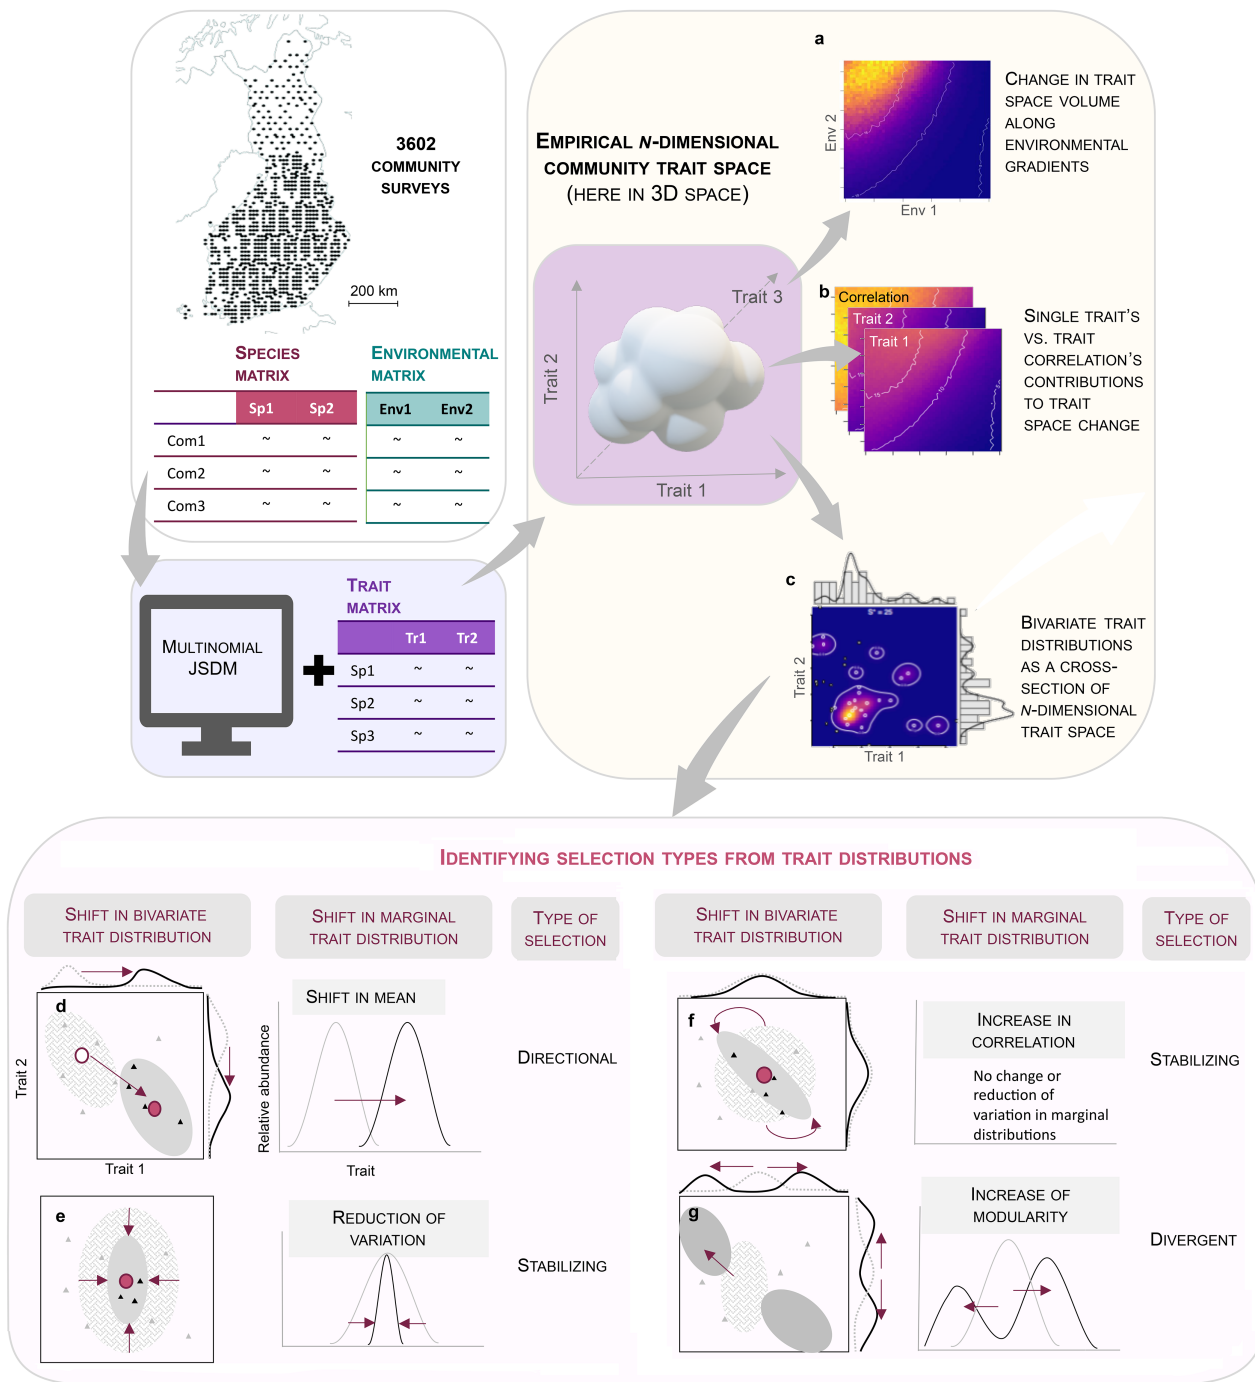 3602
COMMUNITY
SURVEYS
200 km
SPECIES
MATRIX
ENVIRONMENTAL
MATRIX
Sp1 Sp2 Env1 Env2
Com1 ~ ~ ~ ~
Com2 ~ ~ ~ ~
Com3 ~ ~ ~ ~
MULTINOMIAL
JSDM
TRAIT
MATRIX
Tr1 Tr2
Sp1 ~ ~
Sp2 ~ ~
Sp3 ~ ~
EMPIRICAL N-DIMENSIONAL
COMMUNITY TRAIT SPACE
(HERE IN 3D SPACE)
Trait 3
Trait 2
Trait 1
a
Env 2
Env 1
CHANGE IN TRAIT
SPACE VOLUME
ALONG
ENVIRONMENTAL
GRADIENTS
b
Correlation
Trait 2
Trait 1
15
10
SINGLE TRAIT'S
VS. TRAIT
CORRELATION'S
CONTRIBUTIONS
TO TRAIT
SPACE CHANGE
c
Trait 2
Trait 1
BIVARIATE TRAIT
DISTRIBUTIONS
AS A CROSS-
SECTION OF
N-DIMENSIONAL
TRAIT SPACE
IDENTIFYING SELECTION TYPES FROM TRAIT DISTRIBUTIONS
SHIFT IN BIVARIATE
TRAIT DISTRIBUTION
SHIFT IN MARGINAL
TRAIT DISTRIBUTION
TYPE OF
SELECTION
d
Trait 2
Trait 1
SHIFT IN MEAN
Relative abundance
Trait
DIRECTIONAL
e
REDUCTION OF
VARIATION
STABILIZING
SHIFT IN BIVARIATE
TRAIT DISTRIBUTION
SHIFT IN MARGINAL
TRAIT DISTRIBUTION
TYPE OF
SELECTION
f
INCREASE IN
CORRELATION
No change or
reduction of
variation in marginal
distributions
STABILIZING
g
INCREASE OF
MODULARITY
DIVERGENT